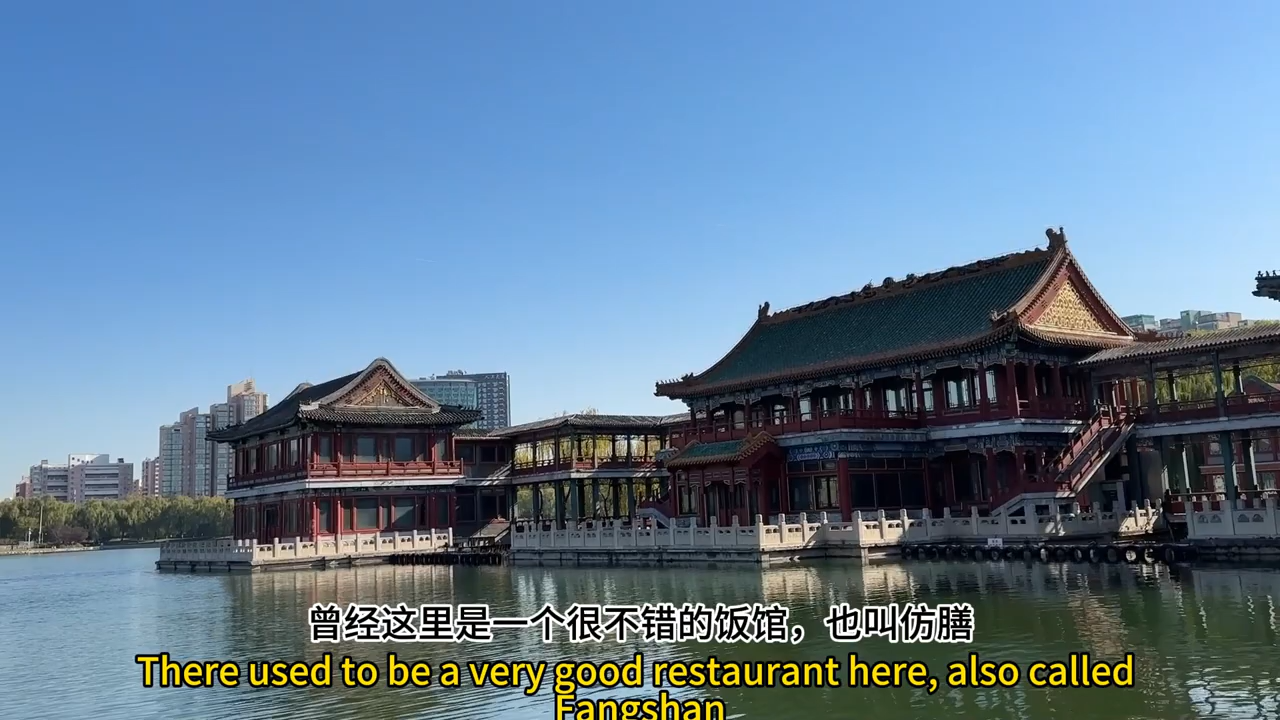 曾经这里是一个很不错的饭馆，也叫仿膳
There used to be a very good restaurant here, also called
Fangshan